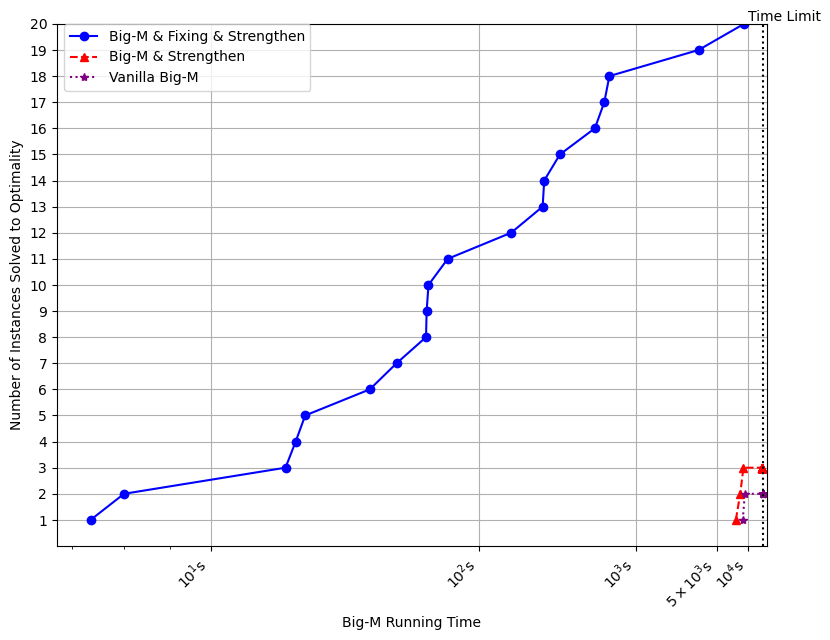 Time Limit
Big-M & Fixing & Strengthen
Big-M & Strengthen
Vanilla Big-M
Number of Instances Solved to Optimality
20
19
18
17
16
15
14
13
12
11
10
9
8
7
6
5
4
3
2
1
10¹s
10²s
10³s
5 × 10³s
10⁴s
Big-M Running Time